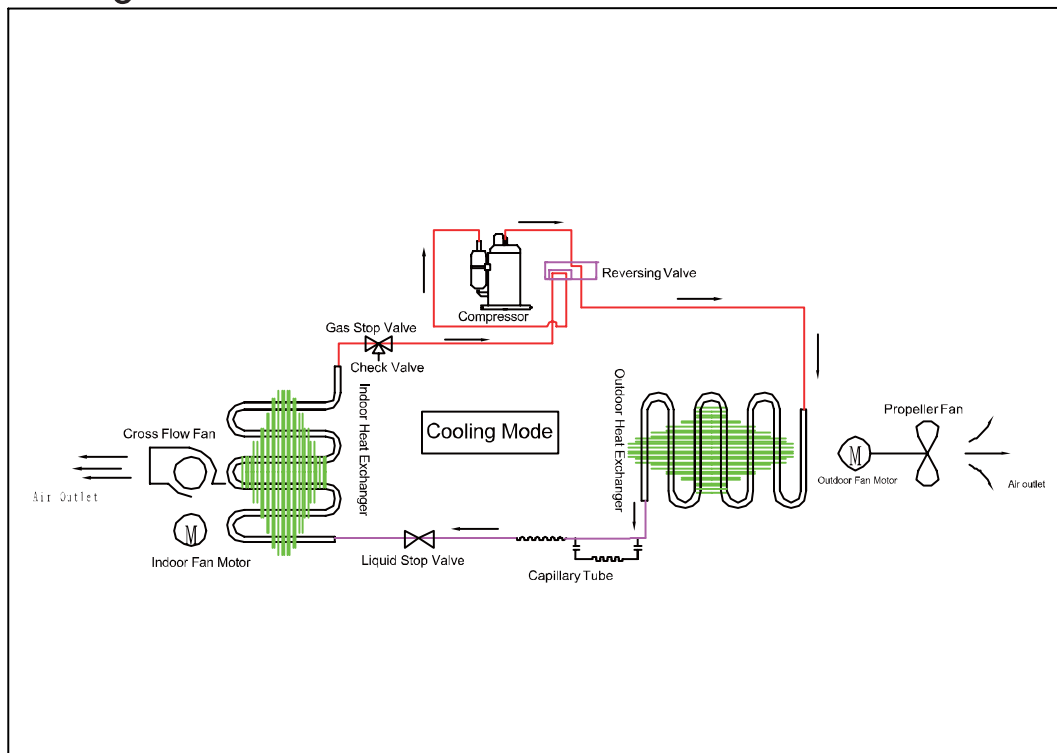 Reversing Valve
Compressor
Gas Stop Valve
Check Valve
Indoor Heat Exchanger
Outdoor Heat Exchanger
Cooling Mode
Propeller Fan
Cross Flow Fan
M
Outdoor Fan Motor
Air outlet
Air Outlet
M
Indoor Fan Motor
Liquid Stop Valve
Capillary Tube